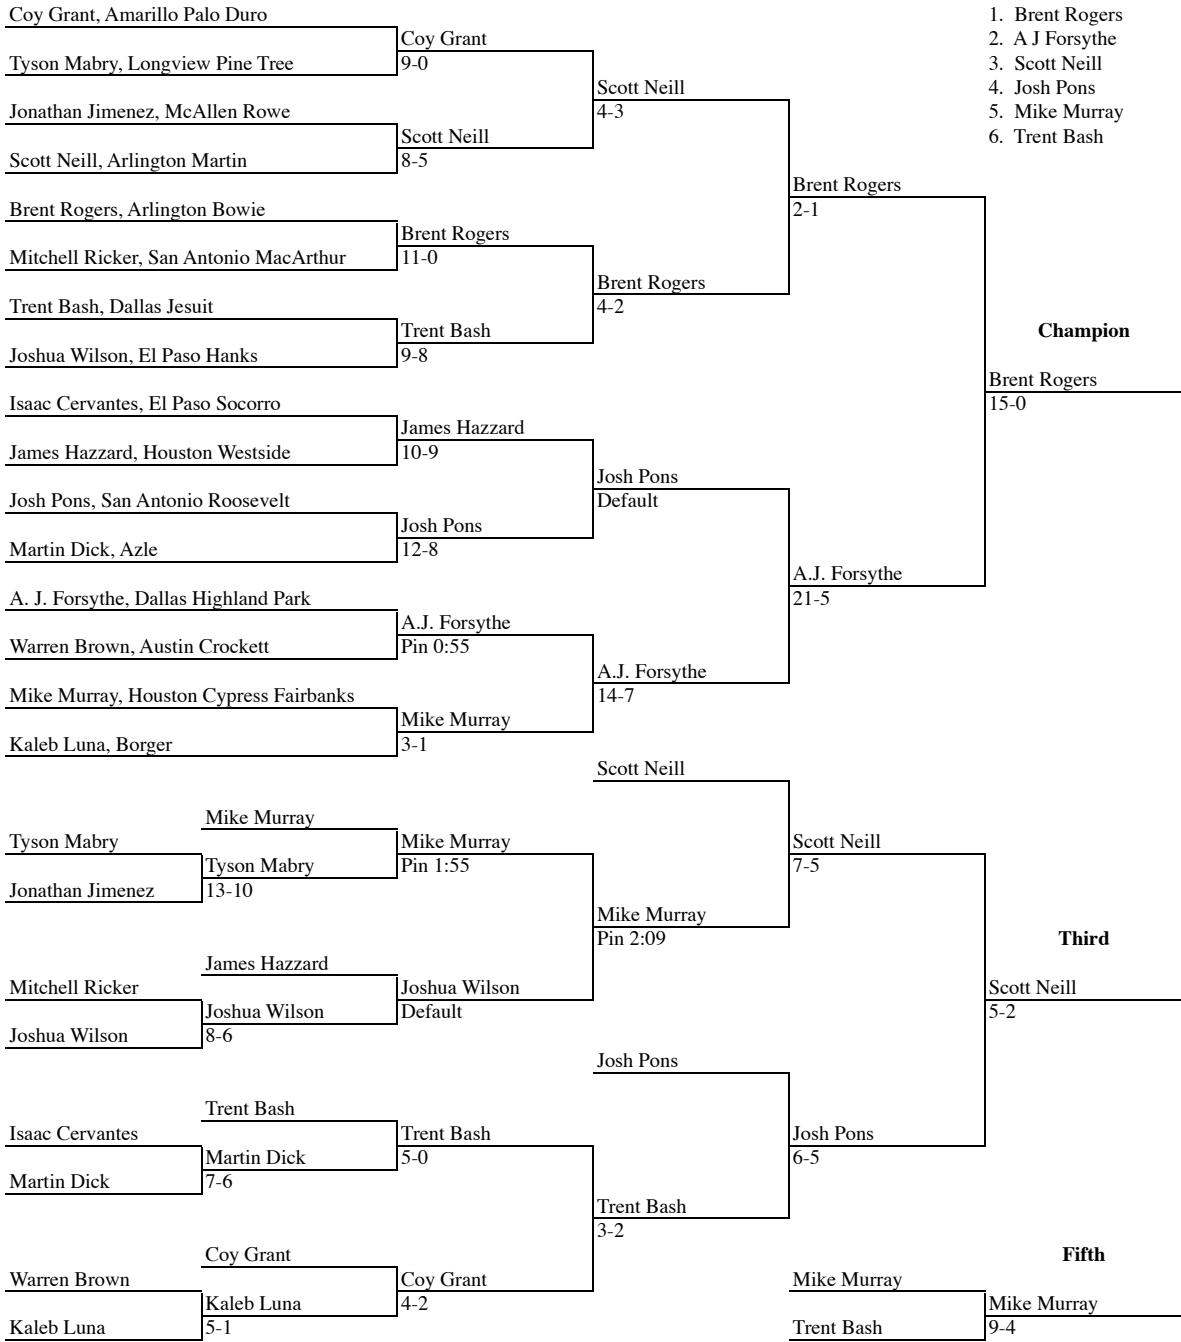 Coy Grant, Amarillo Palo Duro
1. Brent Rogers
Coy Grant
2. A J Forsythe
Tyson Mabry, Longview Pine Tree
9-0
3. Scott Neill
Scott Neill
4. Josh Pons
Jonathan Jimenez, McAllen Rowe
4-3
5. Mike Murray
Scott Neill
6. Trent Bash
Scott Neill, Arlington Martin
8-5
Brent Rogers
Brent Rogers, Arlington Bowie
2-1
Brent Rogers
Mitchell Ricker, San Antonio MacArthur
11-0
Brent Rogers
Trent Bash, Dallas Jesuit
4-2
Trent Bash
Champion
Joshua Wilson, El Paso Hanks
9-8
Brent Rogers
Isaac Cervantes, El Paso Socorro
15-0
James Hazzard
James Hazzard, Houston Westside
10-9
Josh Pons
Josh Pons, San Antonio Roosevelt
Default
Josh Pons
Martin Dick, Azle
12-8
A.J. Forsythe
A. J. Forsythe, Dallas Highland Park
21-5
A.J. Forsythe
Warren Brown, Austin Crockett
Pin 0:55
A.J. Forsythe
Mike Murray, Houston Cypress Fairbanks
14-7
Mike Murray
Kaleb Luna, Borger
3-1
Scott Neill
Mike Murray
Tyson Mabry
Mike Murray
Scott Neill
Tyson Mabry
Pin 1:55
7-5
Jonathan Jimenez
13-10
Mike Murray
Pin 2:09
Third
James Hazzard
Mitchell Ricker
Joshua Wilson
Scott Neill
Joshua Wilson
Default
5-2
Joshua Wilson
8-6
Josh Pons
Trent Bash
Isaac Cervantes
Trent Bash
Josh Pons
Martin Dick
5-0
6-5
Martin Dick
7-6
Trent Bash
3-2
Coy Grant
Fifth
Warren Brown
Coy Grant
Mike Murray
Kaleb Luna
4-2
Mike Murray
Kaleb Luna
5-1
Trent Bash
9-4